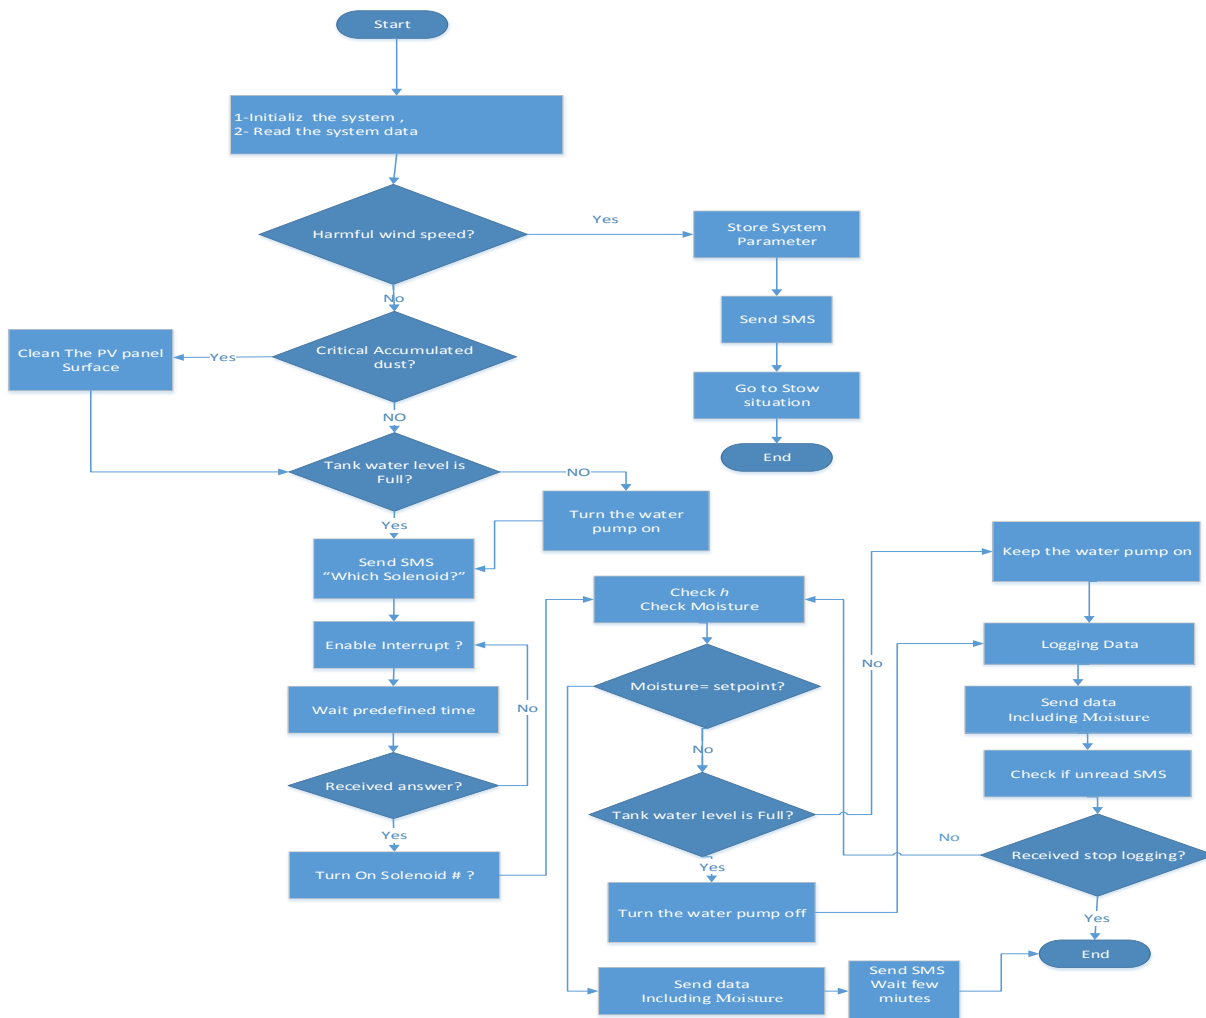 Start
1-Initializ the system ,
2- Read the system data
Harmful wind speed?
Yes
Store System
Parameter
No
Send SMS
Clean The PV panel
Surface
Yes
Critical Accumulated
dust?
Go to Stow
situation
NO
End
Tank water level is
Full?
NO
Turn the water
pump on
Yes
Send SMS
“Which Solenoid?”
Keep the water pump on
Check h
Check Moisture
Enable Interrupt ?
Logging Data
No
Moisture= setpoint?
Wait predefined time
No
Send data
Including Moisture
No
Received answer?
Check if unread SMS
Tank water level is Full?
Yes
No
Received stop logging?
Turn On Solenoid # ?
Yes
Turn the water pump off
Yes
End
Send data
Including Moisture
Send SMS
Wait few
miutes